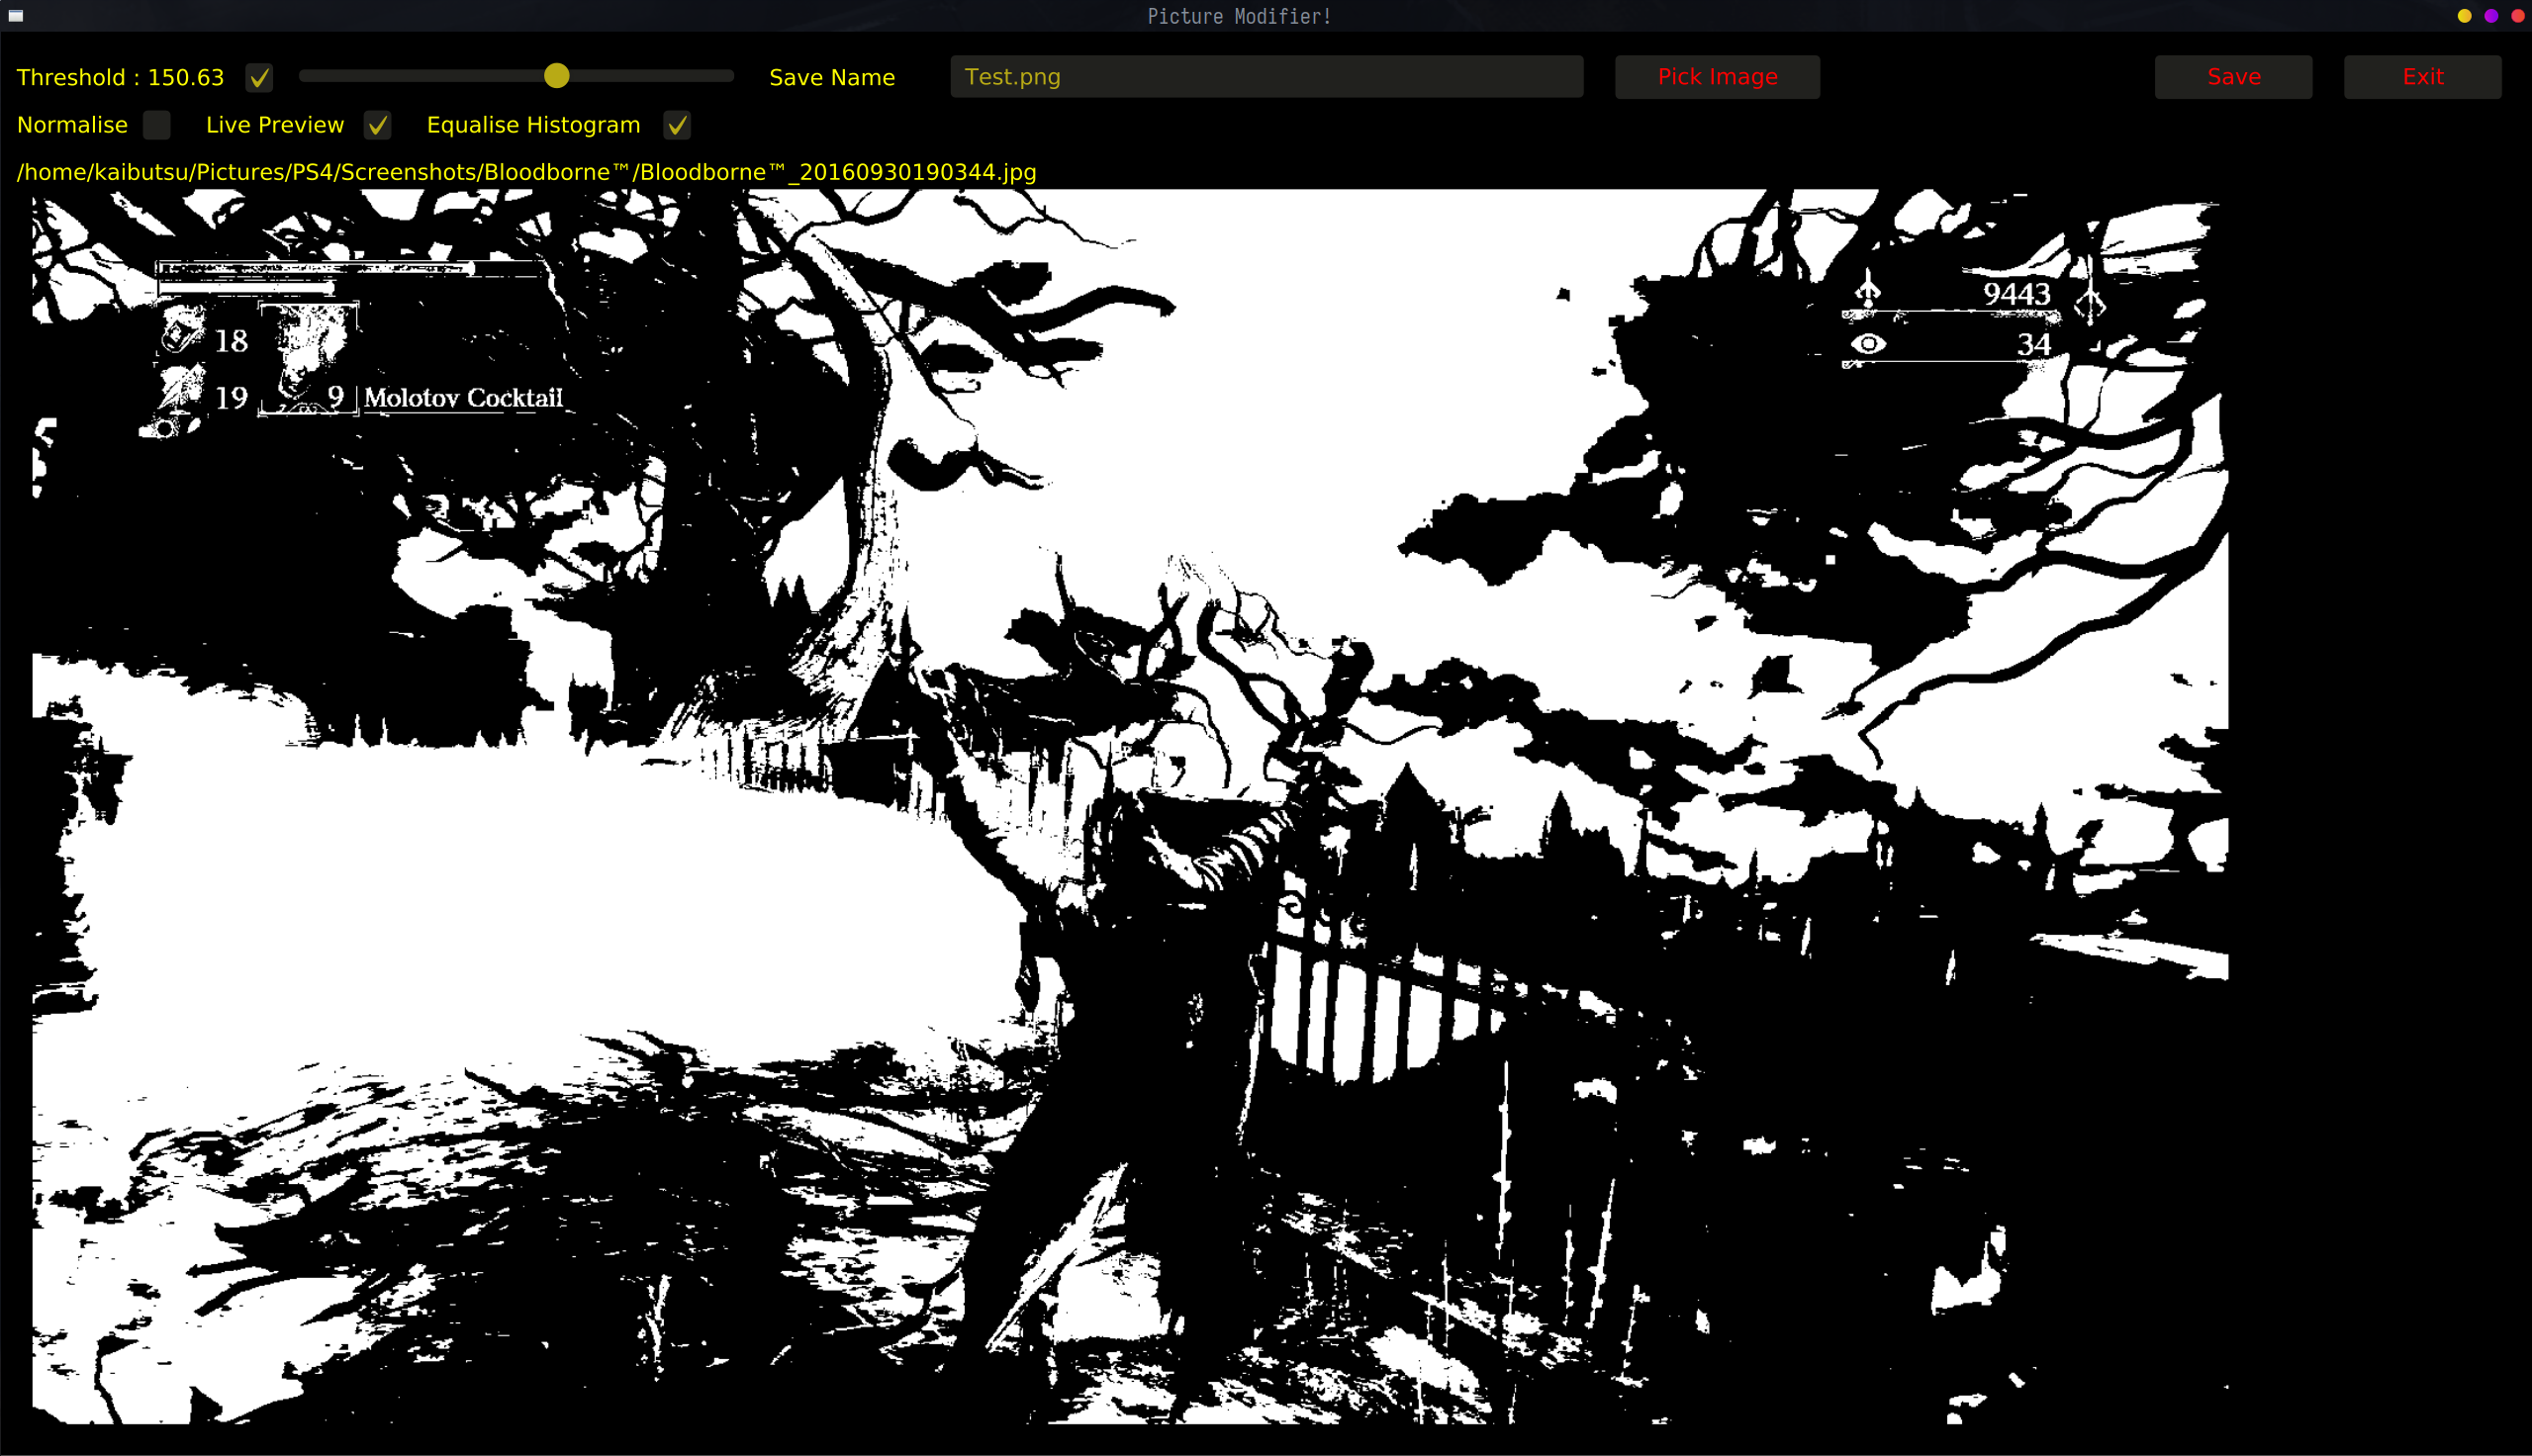 Picture Modifier!
Threshold : 150.63
Save Name
Test.png
Pick Image
Save
Exit
Normalise
Live Preview
Equalise Histogram
/home/kaibutsu/Pictures/PS4/Screenshots/Bloodborne™/Bloodborne™_20160930190344.jpg
9443
18
34
19
9
Molotov Cocktail